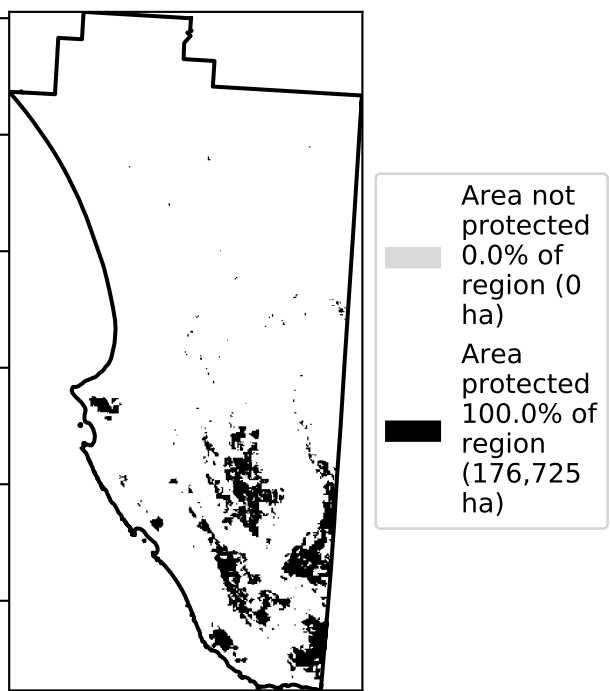 Area not
protected
0.0% of
region (0
ha)
Area
protected
100.0% of
region
(176,725
ha)